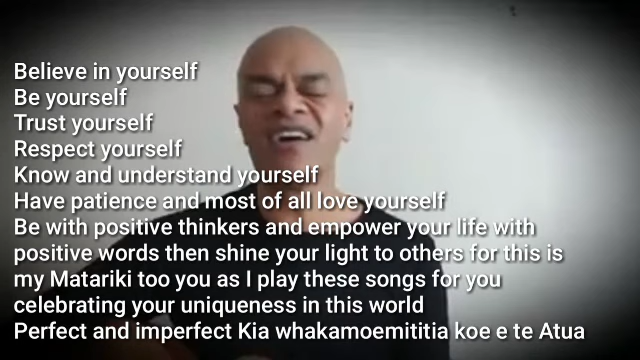 Believe in yourself
Be yourself
Trust yourself
Respect yourself
Know and understand yourself
Have patience and most of all love yourself
Be with positive thinkers and empower your life with
positive words then shine your light to others for this is
my Matariki too you as I play these songs for you
celebrating your uniqueness in this world
Perfect and imperfect Kia whakamoemititia koe e te Atua